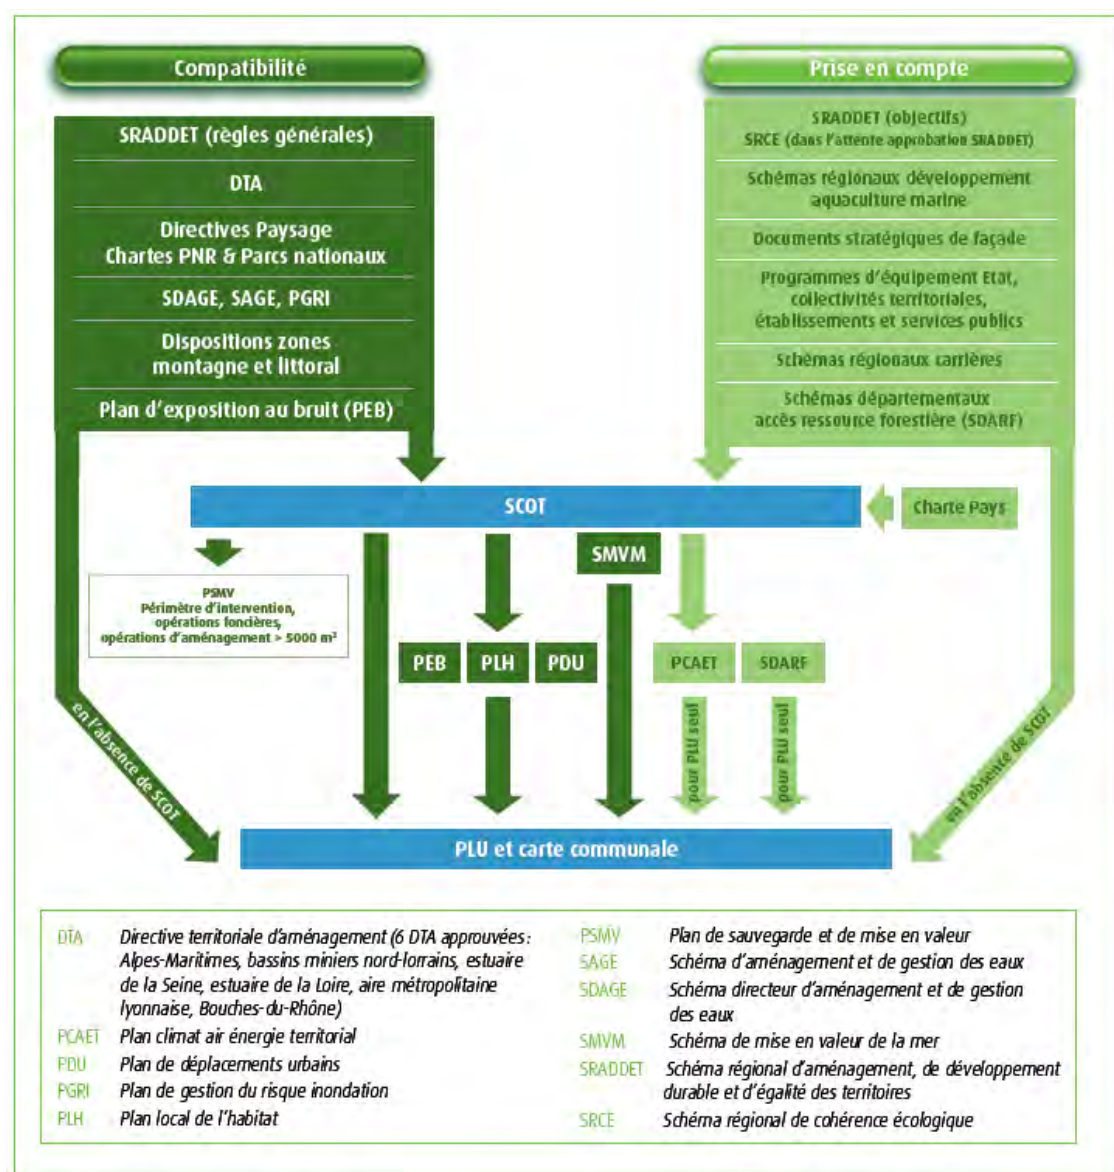 Compatibilité
SRADDET (règles générales)
DTA
Directives Paysage
Chartes PNR & Parcs nationaux
SDAGE, SAGE, PGRI
Dispositions zones
montagne et littoral
Plan d'exposition au bruit (PEB)
Prise en compte
SRADDET (objectifs)
SRCE (dans l'attente approbation SRADDET)
Schémas régionaux développement
aquaculture marine
Documents stratégiques de façade
Programmes d'équipement Etat,
collectivités territoriales,
établissements et services publics
Schémas régionaux carrières
Schémas départementaux
accès ressource forestière (SDARF)
SCOT
Charte Pays
SMVM
PSMV
Périmètre d'intervention,
opérations foncières,
opérations d'aménagement > 5000 m²
PEB
PLH
PDU
PCAET
SDARF
pour PLU seul
pour PLU seul
en l'absence de SCOT
en l'absence de SCOT
PLU et carte communale
DTA Directive territoriale d'aménagement (6 DTA approuvées :
Alpes-Maritimes, bassins miniers nord-lorrains, estuaire
de la Seine, estuaire de la Loire, aire métropolitaine
lyonnaise, Bouches-du-Rhône)
PCAET Plan climat air énergie territorial
PDU Plan de déplacements urbains
PGRI Plan de gestion du risque inondation
PLH Plan local de l'habitat
PSMV Plan de sauvegarde et de mise en valeur
SAGE Schéma d'aménagement et de gestion des eaux
SDAGE Schéma directeur d'aménagement et de gestion
des eaux
SMVM Schéma de mise en valeur de la mer
SRADDET Schéma régional d'aménagement, de développement
durable et d'égalité des territoires
SRCE Schéma régional de cohérence écologique